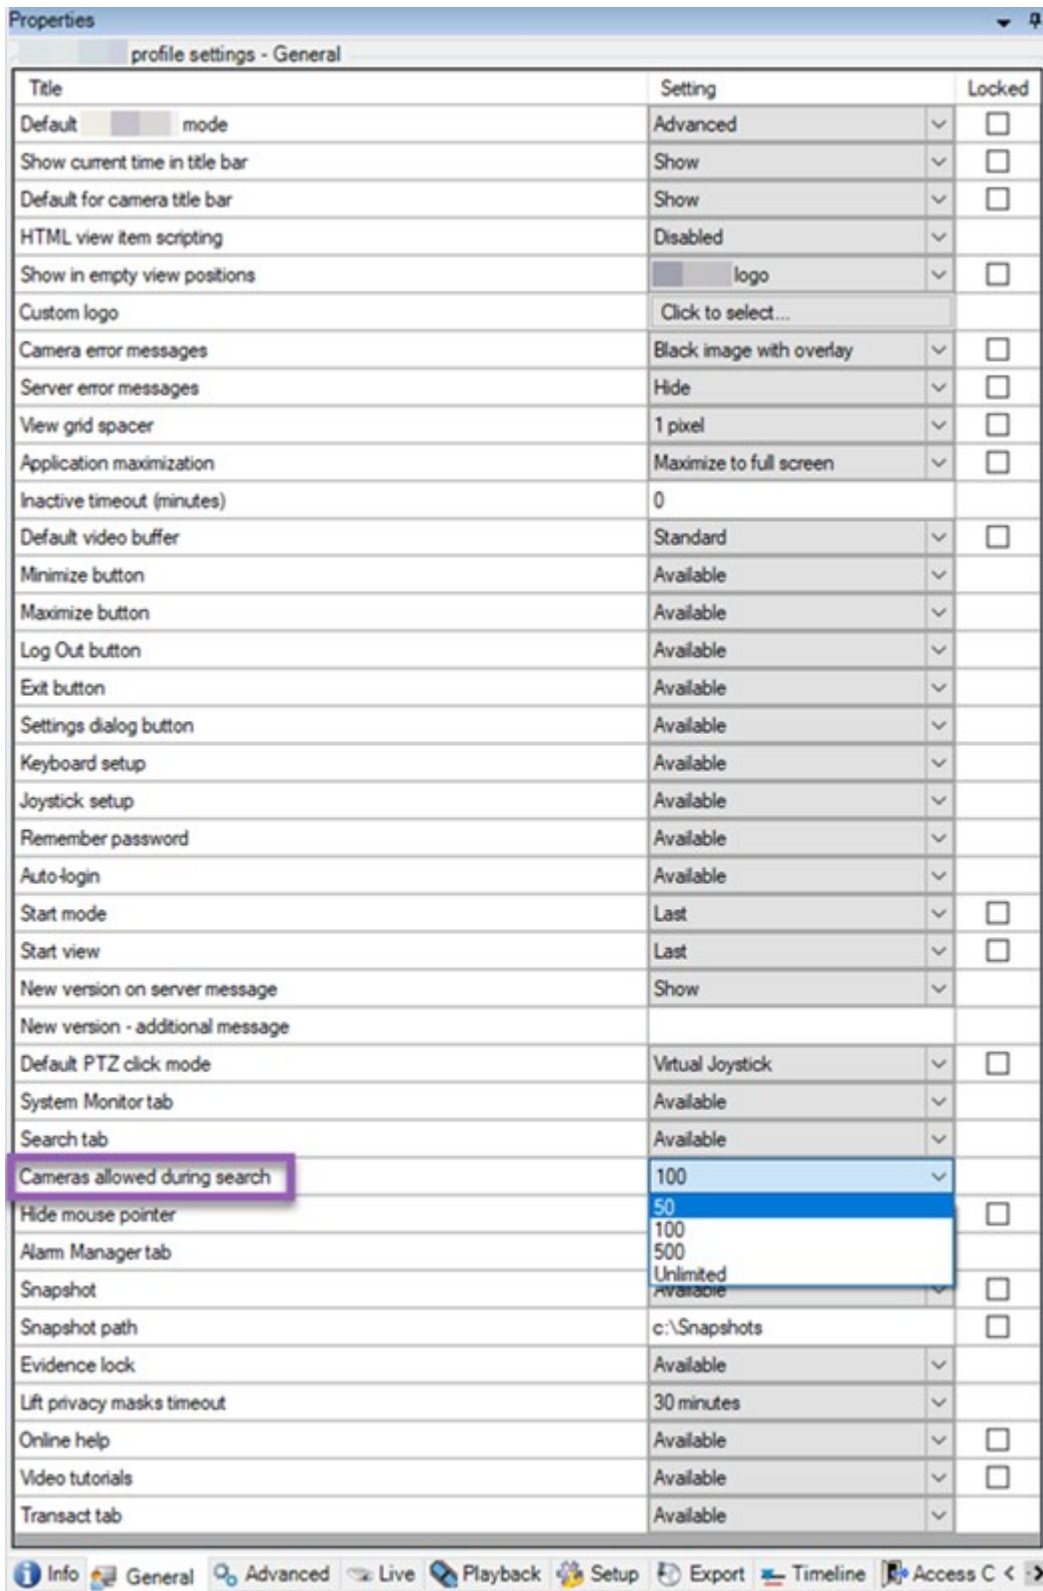 Properties
profile settings - General
Title Setting Locked
Default mode Advanced
Show current time in title bar Show
Default for camera title bar Show
HTML view item scripting Disabled
Show in empty view positions logo
Custom logo Click to select...
Camera error messages Black image with overlay
Server error messages Hide
View grid spacer 1 pixel
Application maximization Maximize to full screen
Inactive timeout (minutes) 0
Default video buffer Standard
Minimize button Available
Maximize button Available
Log Out button Available
Exit button Available
Settings dialog button Available
Keyboard setup Available
Joystick setup Available
Remember password Available
Auto-login Available
Start mode Last
Start view Last
New version on server message Show
New version - additional message
Default PTZ click mode Virtual Joystick
System Monitor tab Available
Search tab Available
Cameras allowed during search 100
50
Hide mouse pointer
100
Alarm Manager tab 500
Unlimited
Snapshot Available
Snapshot path c:\Snapshots
Evidence lock Available
Lift privacy masks timeout 30 minutes
Online help Available
Video tutorials Available
Transact tab Available
Info General Advanced Live Playback Setup Export Timeline Access C